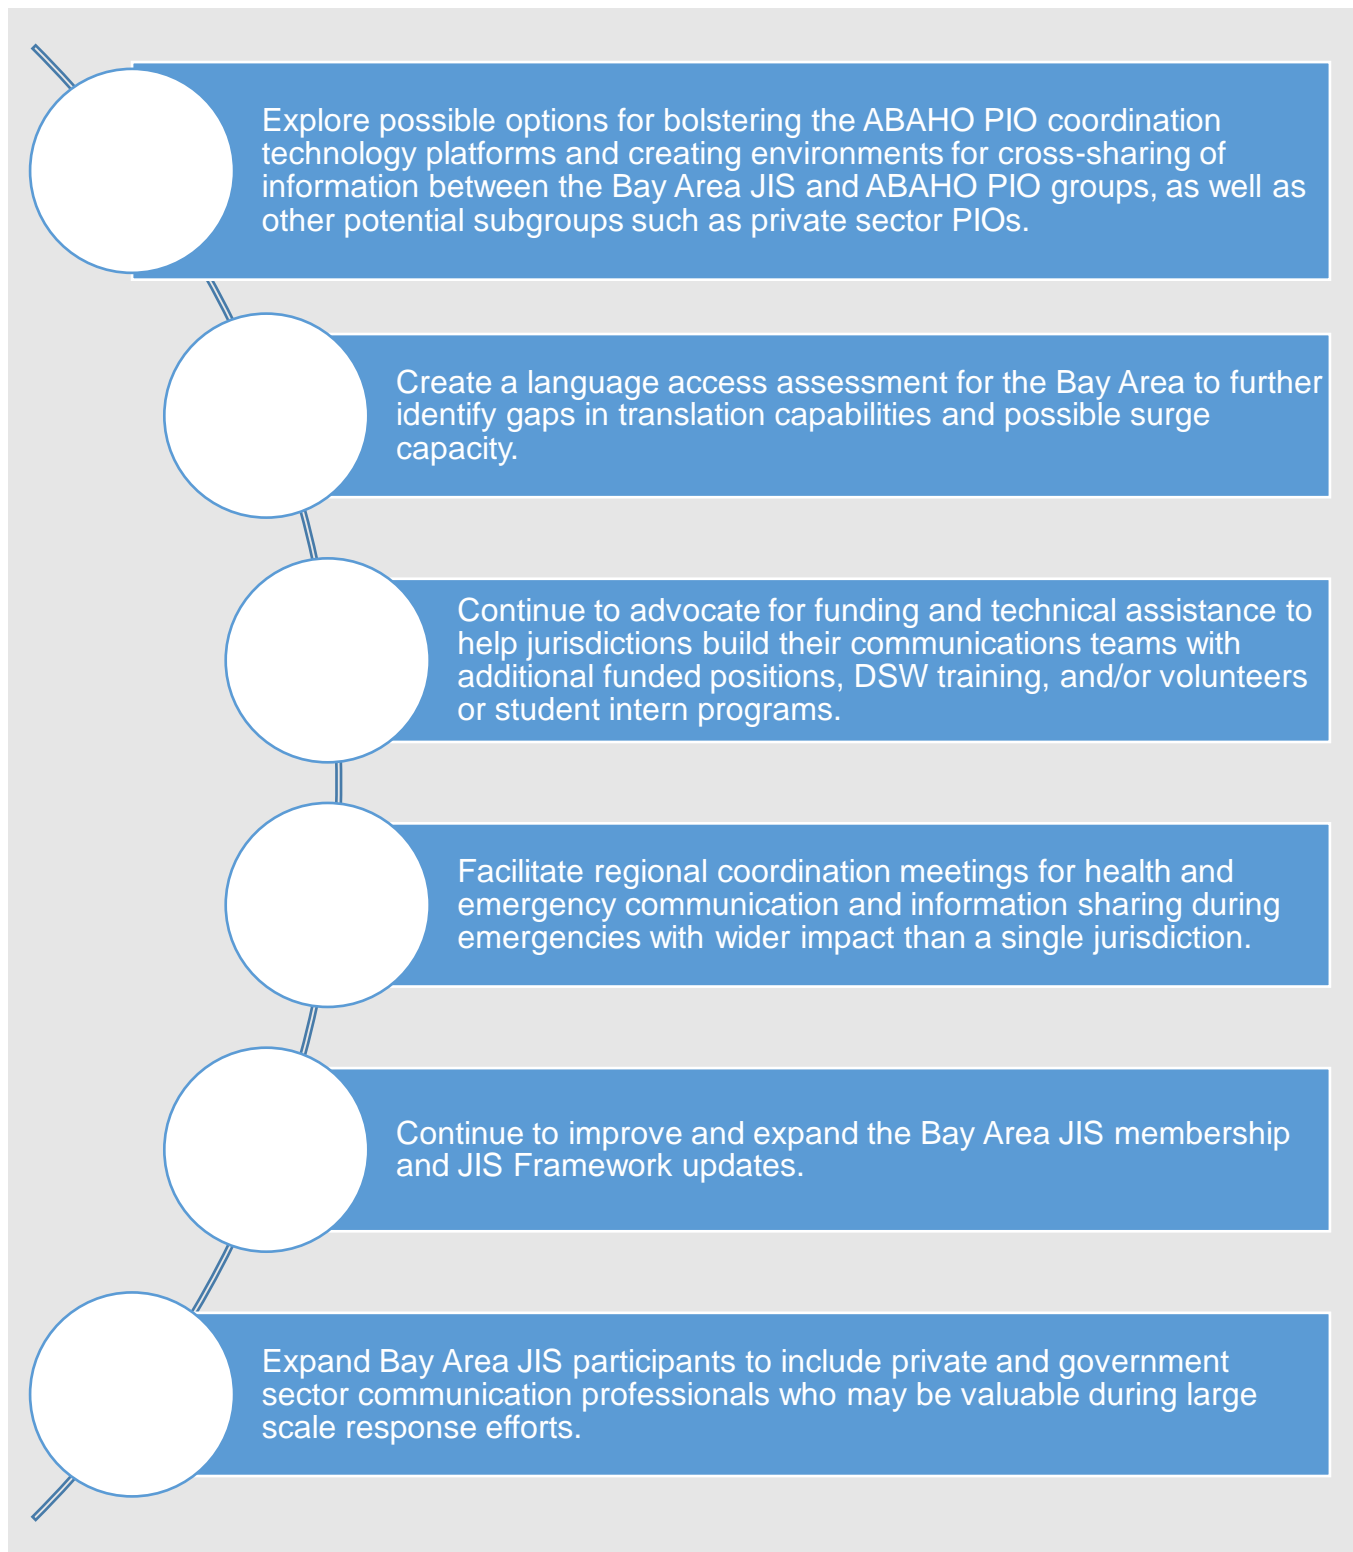 Explore possible options for bolstering the ABAHO PIO coordination
technology platforms and creating environments for cross-sharing of
information between the Bay Area JIS and ABAHO PIO groups, as well as
other potential subgroups such as private sector PIOs.
Create a language access assessment for the Bay Area to further
identify gaps in translation capabilities and possible surge
capacity.
Continue to advocate for funding and technical assistance to
help jurisdictions build their communications teams with
additional funded positions, DSW training, and/or volunteers
or student intern programs.
Facilitate regional coordination meetings for health and
emergency communication and information sharing during
emergencies with wider impact than a single jurisdiction.
Continue to improve and expand the Bay Area JIS membership
and JIS Framework updates.
Expand Bay Area JIS participants to include private and government
sector communication professionals who may be valuable during large
scale response efforts.